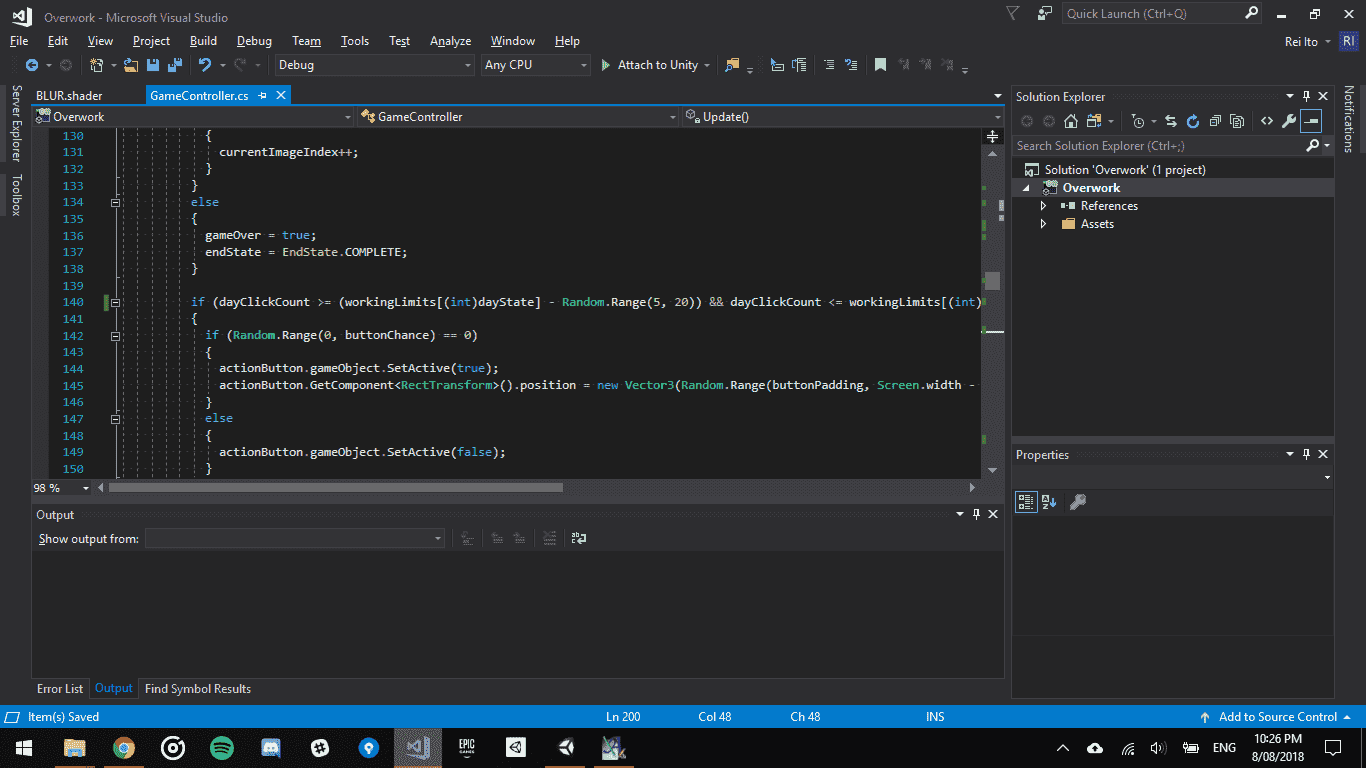 Overwork - Microsoft Visual Studio
Quick Launch (Ctrl+Q)
File Edit View Project Build Debug Team Tools Test Analyze Window Help
Rei Ito RI
Debug Any CPU Attach to Unity
Server Explorer
Toolbox
BLUR.shader GameController.cs
Overwork GameController Update()
130 {
131 currentImageIndex++;
132 }
133 }
134 else
135 {
136 gameOver = true;
137 endState = EndState.COMPLETE;
138 }
139
140 if (dayClickCount >= (workingLimits[(int)dayState] - Random.Range(5, 20)) && dayClickCount <= workingLimits[(int)
141 {
142 if (Random.Range(0, buttonChance) == 0)
143 {
144 actionButton.gameObject.SetActive(true);
145 actionButton.GetComponent<RectTransform>().position = new Vector3(Random.Range(buttonPadding, Screen.width -
146 }
147 else
148 {
149 actionButton.gameObject.SetActive(false);
150 }
98 %
Output
Show output from:
Error List Output Find Symbol Results
Solution Explorer
Search Solution Explorer (Ctrl+;)
Solution 'Overwork' (1 project)
Overwork
References
Assets
Properties
Notifications
Item(s) Saved Ln 200 Col 48 Ch 48 INS Add to Source Control
EPIC GAMES
ENG
10:26 PM
8/08/2018